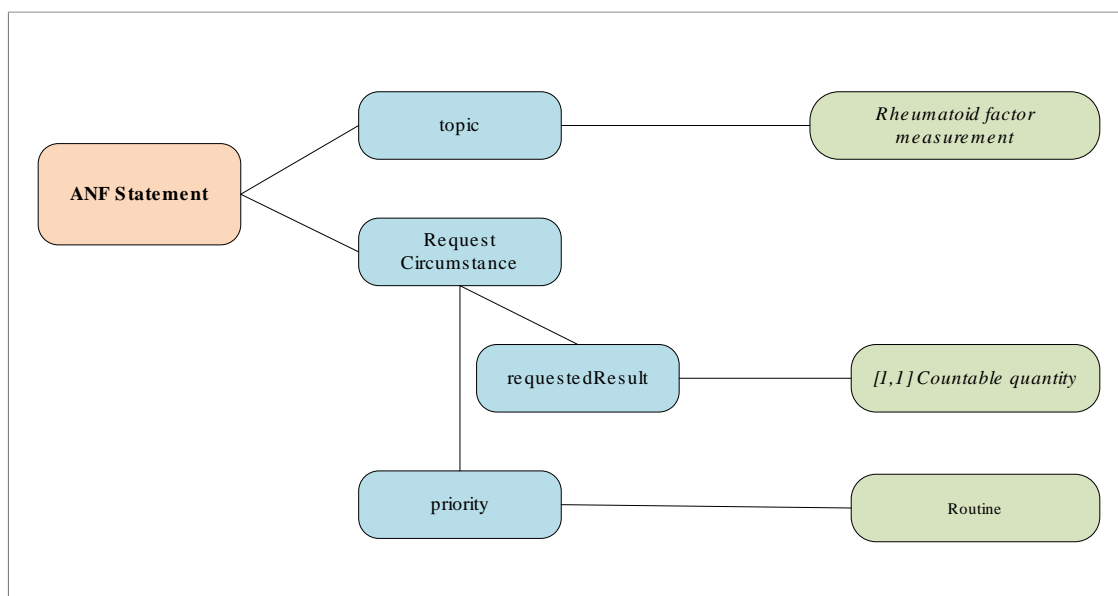 topic
Rheumatoid factor
measurement
ANF Statement
Request
Circumstance
requestedResult
[1,1] Countable quantity
priority
Routine